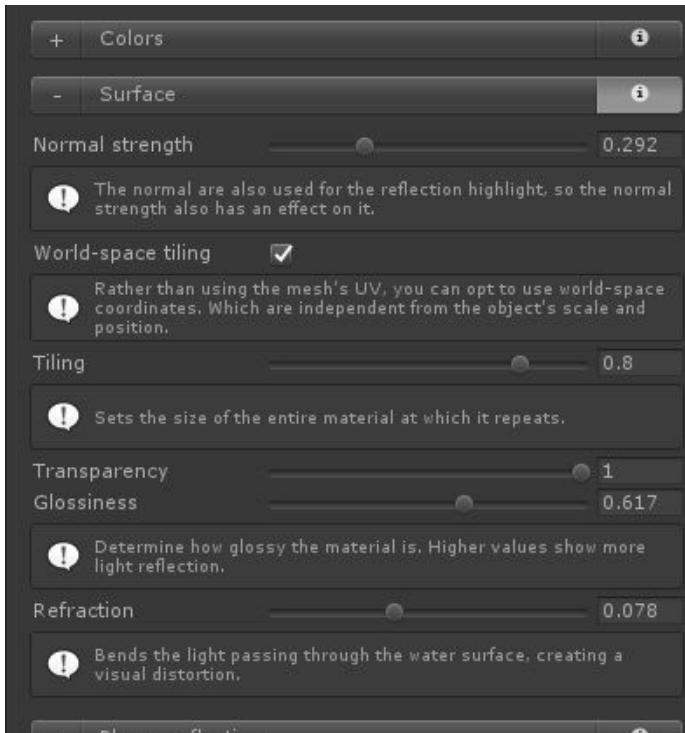 + Colors
- Surface
Normal strength 0.292
The normal are also used for the reflection highlight, so the normal
strength also has an effect on it.
World-space tiling
Rather than using the mesh's UV, you can opt to use world-space
coordinates. Which are independent from the object's scale and
position.
Tiling 0.8
Sets the size of the entire material at which it repeats.
Transparency 1
Glossiness 0.617
Determine how glossy the material is. Higher values show more
light reflection.
Refraction 0.078
Bends the light passing through the water surface, creating a
visual distortion.